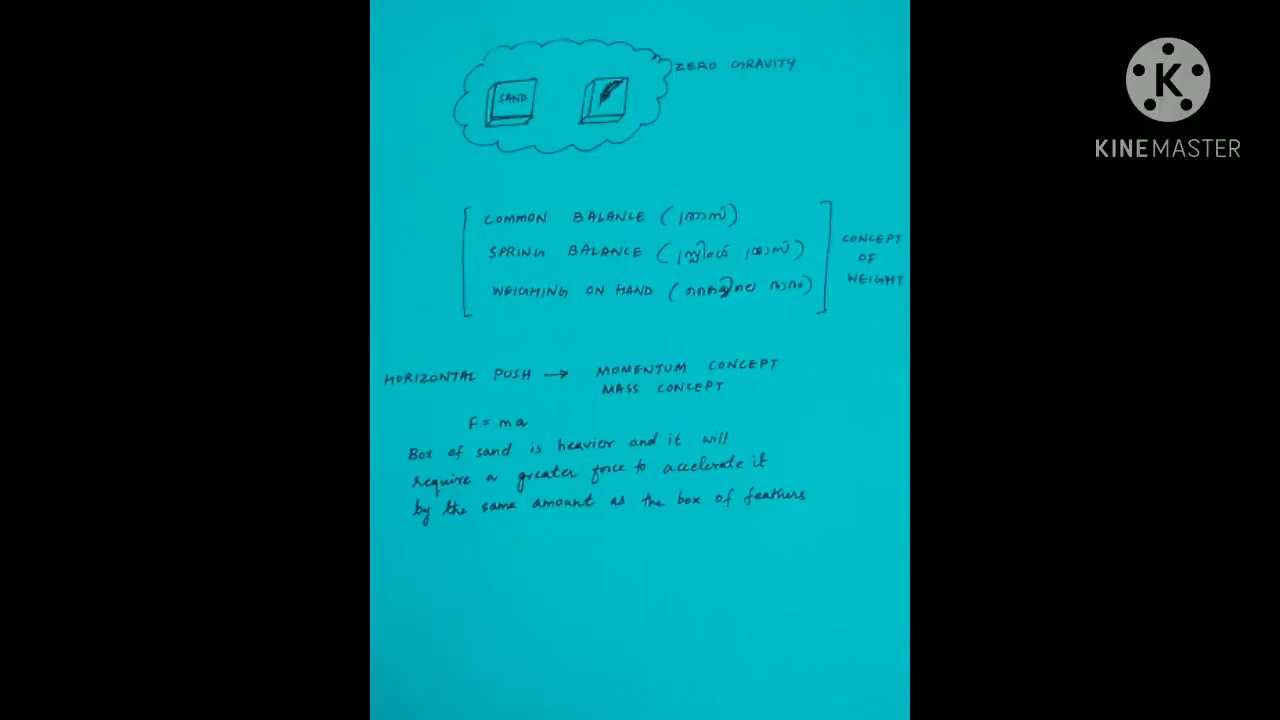 ZERO GRAVITY
SAND
COMMON BALANCE (ത്രാസ്)
SPRING BALANCE (സ്പ്രിംഗ് ത്രാസ്)
WEIGHING ON HAND (
CONCEPT
OF
WEIGHT
HORIZONTAL PUSH → MOMENTUM CONCEPT
MASS CONCEPT
F = ma
Box of sand is heavier and it will
require a greater force to accelerate it
by the same amount as the box of feathers
K
KINEMASTER